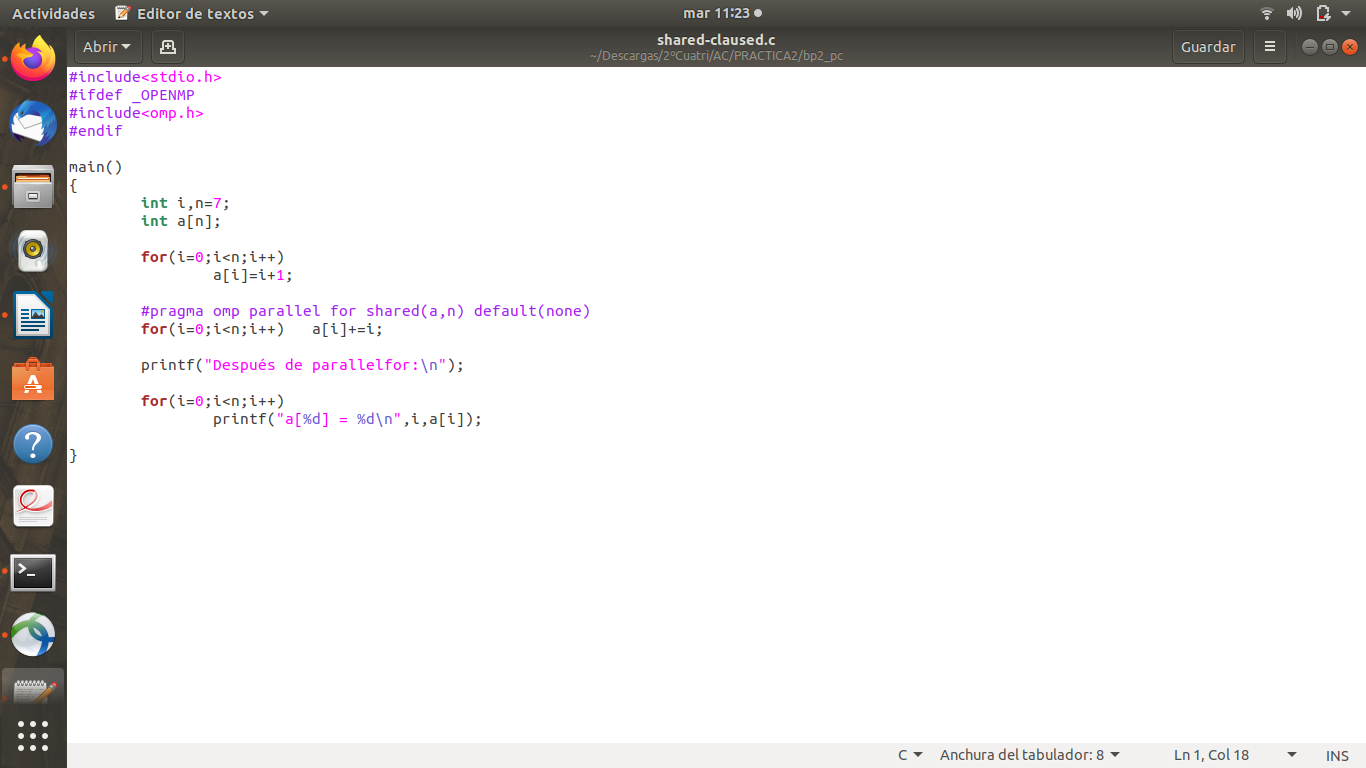 Actividades Editor de textos mar 11:23
Abrir shared-claused.c Guardar
~/Descargas/2ºCuatri/AC/PRACTICA2/bp2_pc
#include<stdio.h>
#ifdef _OPENMP
#include<omp.h>
#endif
main()
{
int i,n=7;
int a[n];
for(i=0;i<n;i++)
a[i]=i+1;
#pragma omp parallel for shared(a,n) default(none)
for(i=0;i<n;i++)   a[i]+=i;
printf("Después de parallelfor:\n");
for(i=0;i<n;i++)
printf("a[%d] = %d\n",i,a[i]);
}
C Anchura del tabulador: 8 Ln 1, Col 18 INS